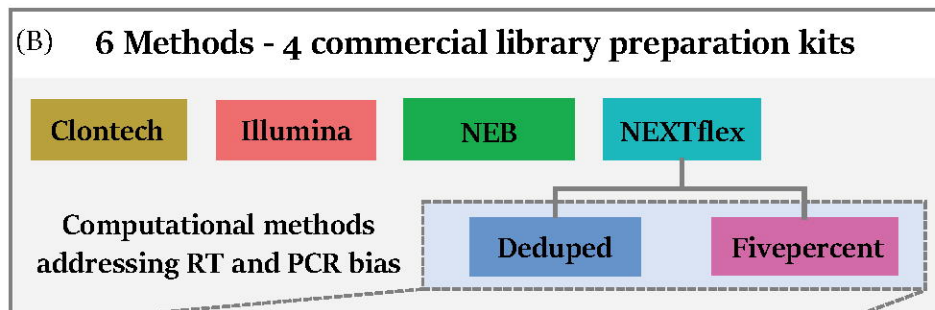 (B) 6 Methods - 4 commercial library preparation kits
Clontech Illumina NEB NEXTflex
Computational methods
addressing RT and PCR bias
Deduped Fivepercent